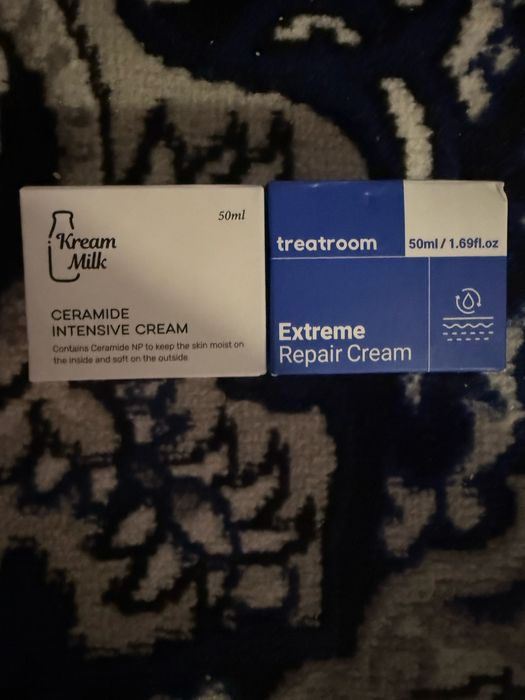 50ml
Kream
Milk
CERAMIDE
INTENSIVE CREAM
Contains Ceramide NP to keep the skin moist on
the inside and soft on the outside
treatroom
50ml / 1.69fl.oz
Extreme
Repair Cream